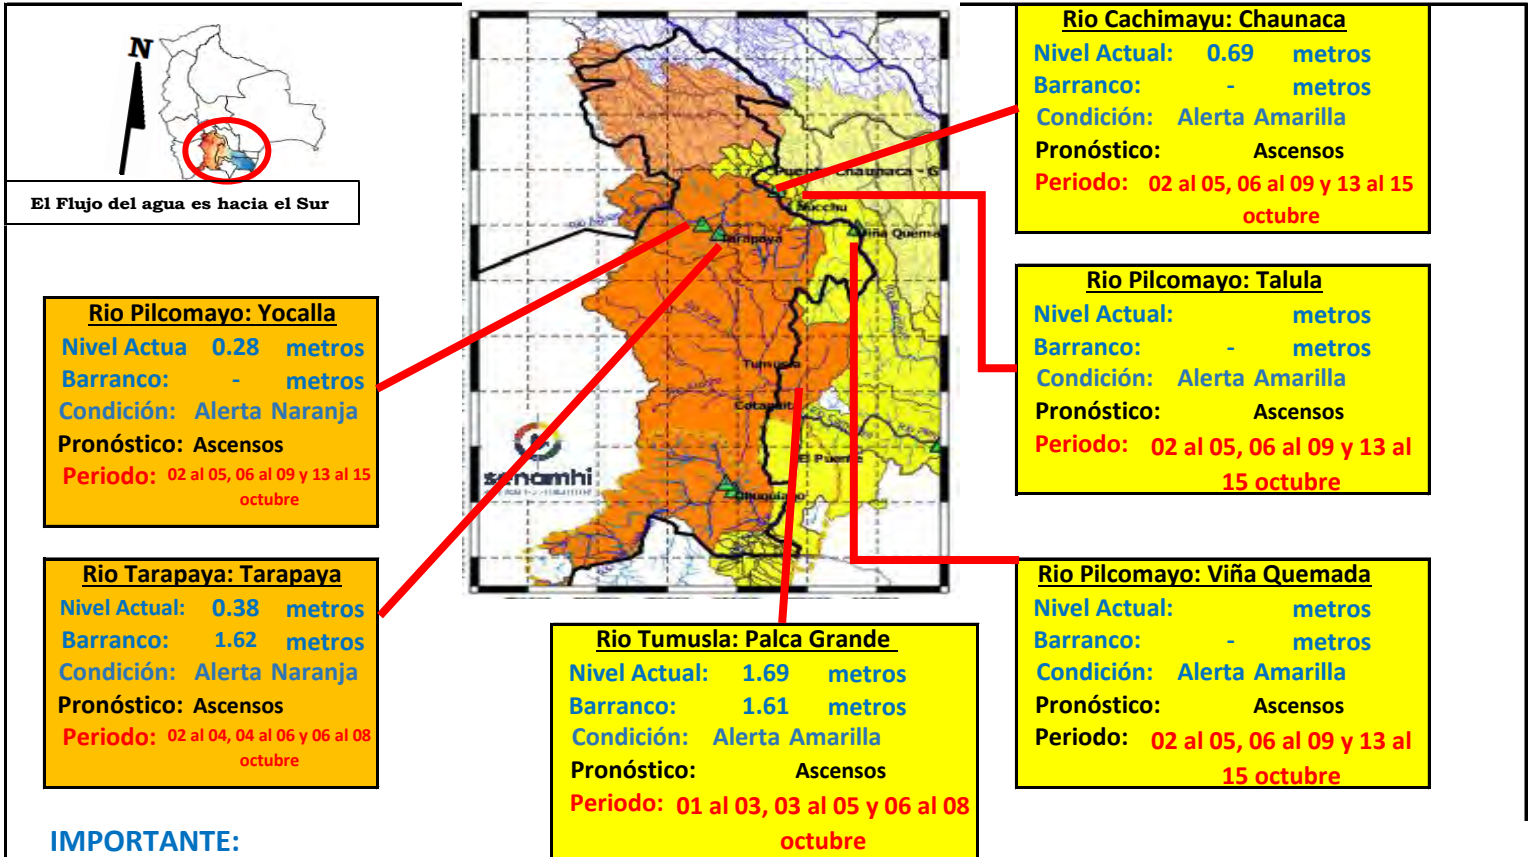 N
El Flujo del agua es hacia el Sur
Rio Cachimayu: Chaunaca
Nivel Actual: 0.69 metros
Barranco: - metros
Condición: Alerta Amarilla
Pronóstico: Ascensos
Periodo: 02 al 05, 06 al 09 y 13 al 15
octubre
Rio Pilcomayo: Talula
Nivel Actual: metros
Barranco: - metros
Condición: Alerta Amarilla
Pronóstico: Ascensos
Periodo: 02 al 05, 06 al 09 y 13 al
15 octubre
Rio Pilcomayo: Viña Quemada
Nivel Actual: metros
Barranco: - metros
Condición: Alerta Amarilla
Pronóstico: Ascensos
Periodo: 02 al 05, 06 al 09 y 13 al
15 octubre
Rio Pilcomayo: Yocalla
Nivel Actua 0.28 metros
Barranco: - metros
Condición: Alerta Naranja
Pronóstico: Ascensos
Periodo: 02 al 05, 06 al 09 y 13 al 15
octubre
Rio Tarapaya: Tarapaya
Nivel Actual: 0.38 metros
Barranco: 1.62 metros
Condición: Alerta Naranja
Pronóstico: Ascensos
Periodo: 02 al 04, 04 al 06 y 06 al 08
octubre
Rio Tumusla: Palca Grande
Nivel Actual: 1.69 metros
Barranco: 1.61 metros
Condición: Alerta Amarilla
Pronóstico: Ascensos
Periodo: 01 al 03, 03 al 05 y 06 al 08
octubre
Puente Chaunaca - G
Ñucchu
Viña Quema
Tarapaya
Tumusla
Cotagaita
El Puente
Chuquiago
senamhi
IMPORTANTE: